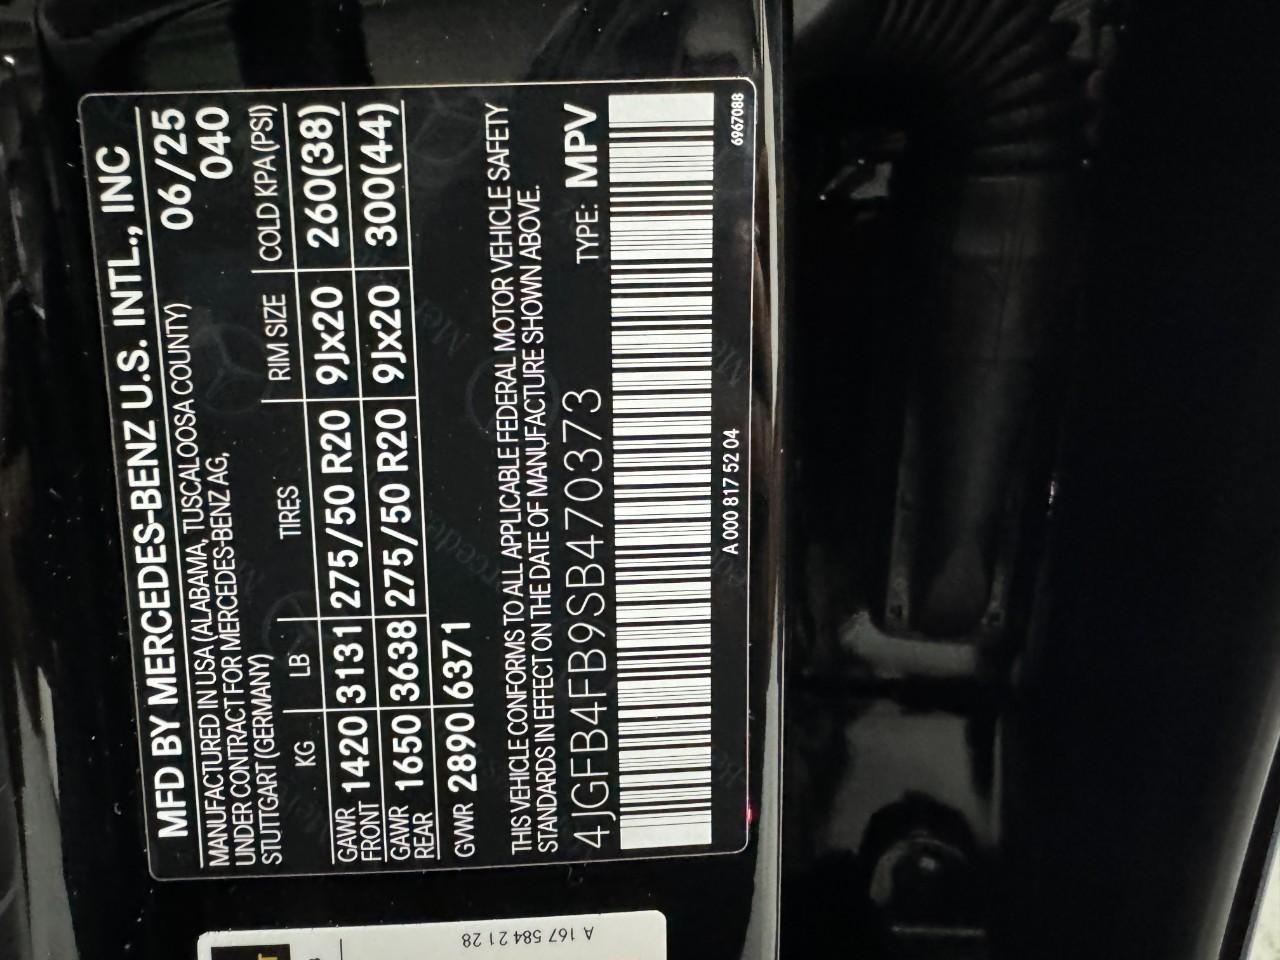 MFD BY MERCEDES-BENZ U.S. INTL., INC
MANUFACTURED IN USA (ALABAMA, TUSCALOOSA COUNTY) 06/25
UNDER CONTRACT FOR MERCEDES-BENZ AG, 040
STUTTGART (GERMANY)
KG LB TIRES RIM SIZE COLD KPA (PSI)
GAWR FRONT 1420 3131 275/50 R20 9Jx20 260(38)
GAWR REAR 1650 3638 275/50 R20 9Jx20 300(44)
GVWR 2890 6371
THIS VEHICLE CONFORMS TO ALL APPLICABLE FEDERAL MOTOR VEHICLE SAFETY
STANDARDS IN EFFECT ON THE DATE OF MANUFACTURE SHOWN ABOVE.
4JGFB4FB9SB470373 TYPE: MPV
A 000 817 52 04 6967088
A 167 584 21 28